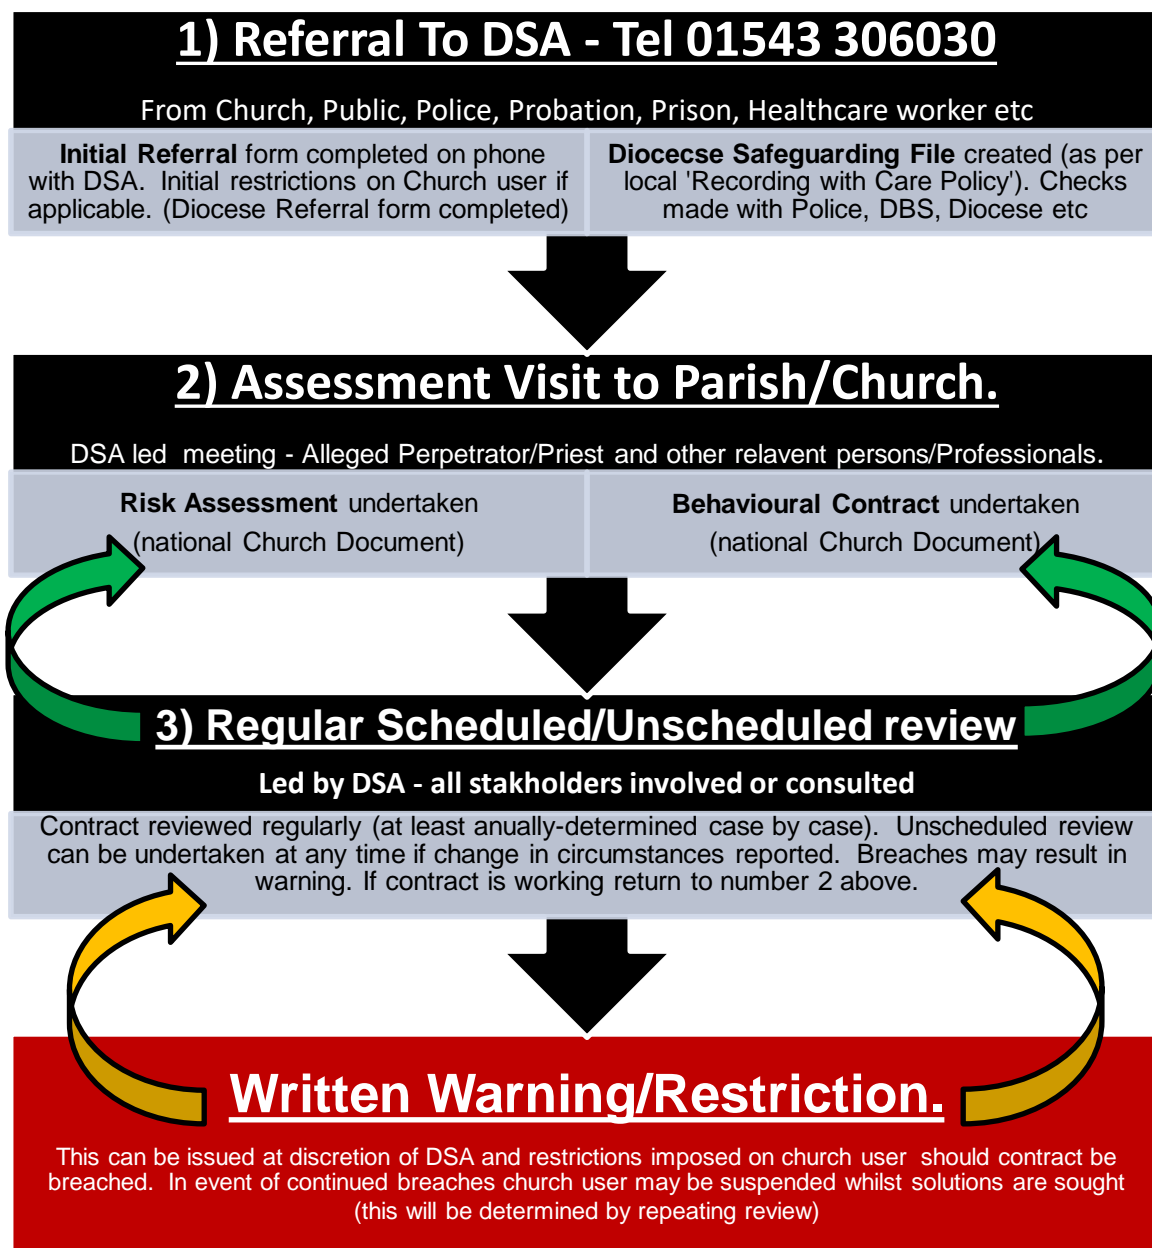 1) Referral To DSA - Tel 01543 306030
From Church, Public, Police, Probation, Prison, Healthcare worker etc
Initial Referral form completed on phone
with DSA. Initial restrictions on Church user if
applicable. (Diocese Referral form completed)
Diocecse Safeguarding File created (as per
local 'Recording with Care Policy'). Checks
made with Police, DBS, Diocese etc
2) Assessment Visit to Parish/Church.
DSA led meeting - Alleged Perpetrator/Priest and other relavent persons/Professionals.
Risk Assessment undertaken
(national Church Document)
Behavioural Contract undertaken
(national Church Document)
3) Regular Scheduled/Unscheduled review
Led by DSA - all stakholders involved or consulted
Contract reviewed regularly (at least anually-determined case by case). Unscheduled review
can be undertaken at any time if change in circumstances reported. Breaches may result in
warning. If contract is working return to number 2 above.
Written Warning/Restriction.
This can be issued at discretion of DSA and restrictions imposed on church user should contract be
breached. In event of continued breaches church user may be suspended whilst solutions are sought
(this will be determined by repeating review)